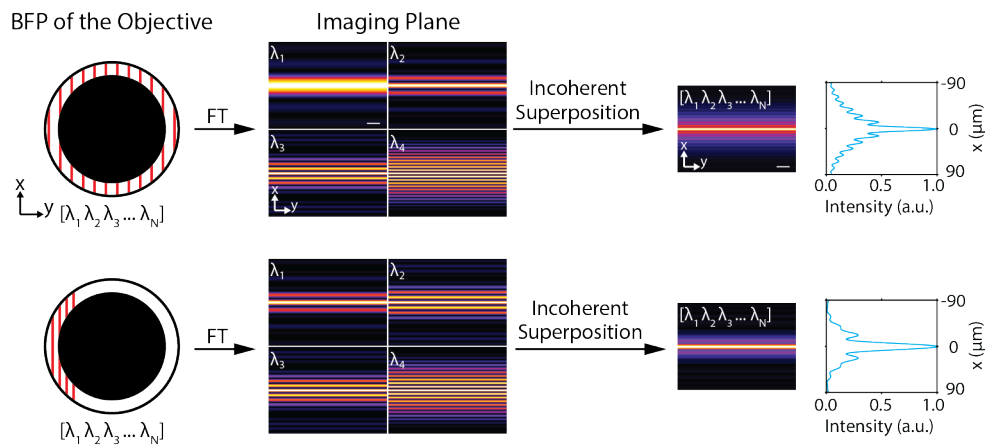 BFP of the Objective
Imaging Plane
x
y
[λ1 λ2 λ3 ... λN]
FT
λ1
λ2
λ3
λ4
x
y
Incoherent
Superposition
[λ1 λ2 λ3 ... λN]
x
y
-90
0
90
x (μm)
0.0
0.5
1.0
Intensity (a.u.)
[λ1 λ2 λ3 ... λN]
FT
λ1
λ2
λ3
λ4
Incoherent
Superposition
[λ1 λ2 λ3 ... λN]
-90
0
90
x (μm)
0.0
0.5
1.0
Intensity (a.u.)